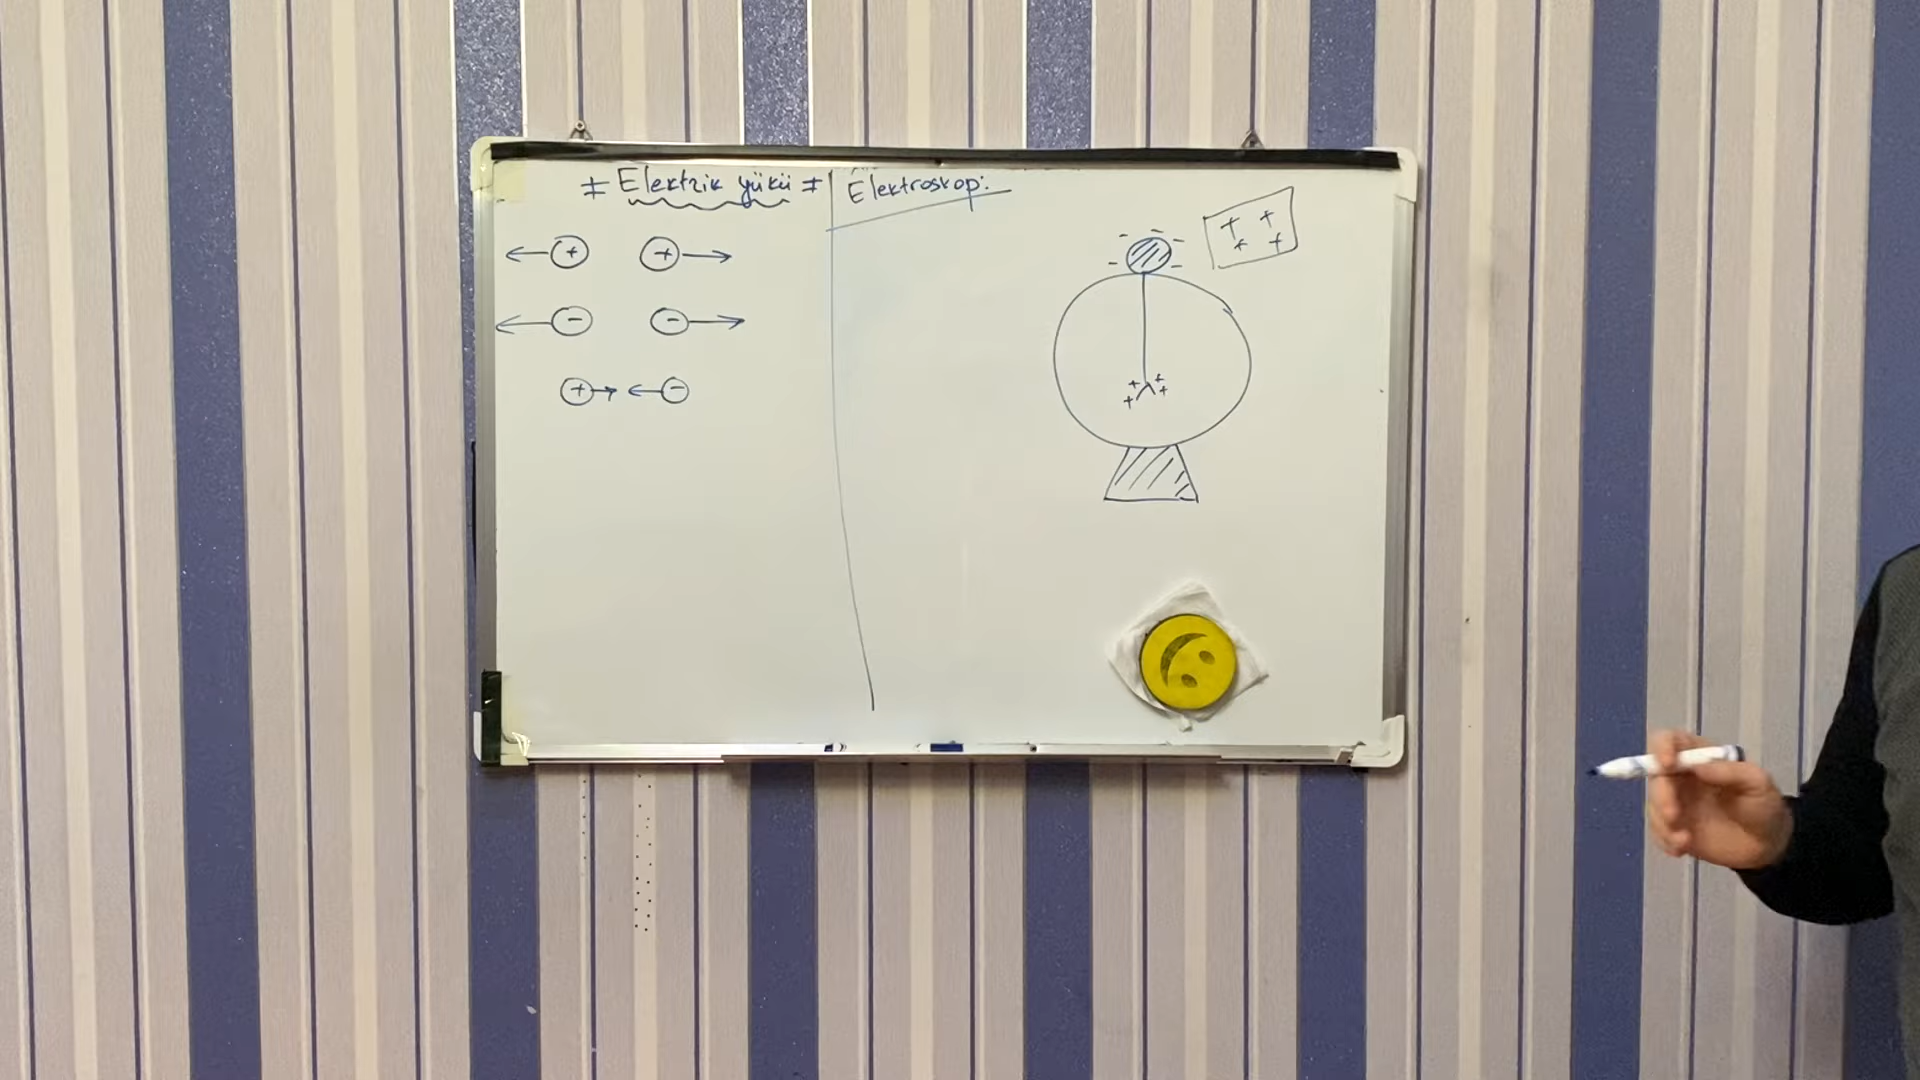 ≠ Elektrik yükü ≠
Elektroskop:
+ +
- -
+ -
- - - - -
+ + + +
+ + + +